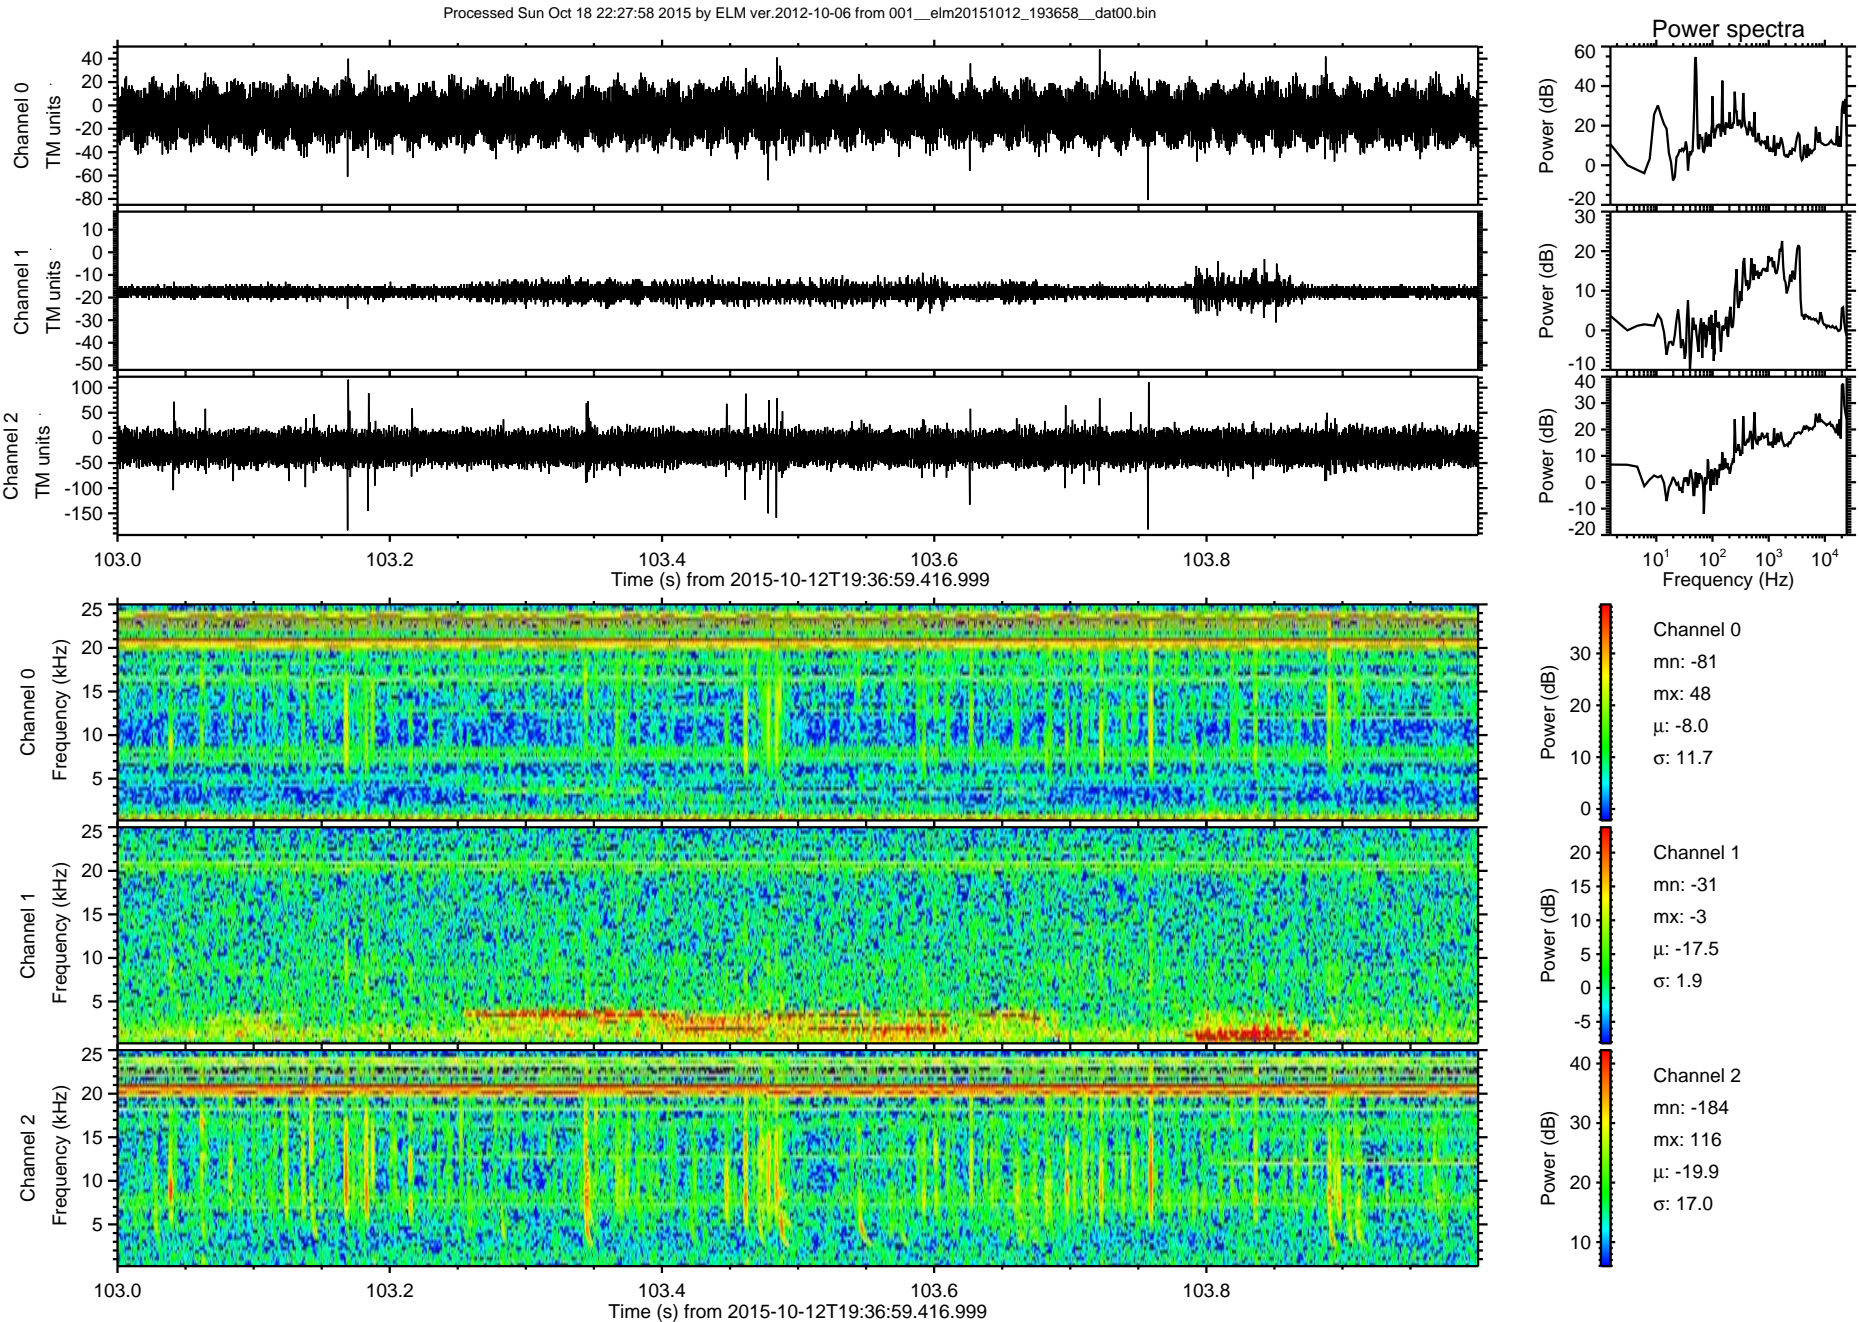 Processed Sun Oct 18 22:27:58 2015 by ELM ver.2012-10-06 from 001__elm20151012_193658__dat00.bin
Power spectra
Channel 0
TM units
40
20
0
-20
-40
-60
-80
Power (dB)
60
40
20
0
-20
Channel 1
TM units
10
0
-10
-20
-30
-40
-50
Power (dB)
30
20
10
0
-10
Channel 2
TM units
100
50
0
-50
-100
-150
Power (dB)
40
30
20
10
0
-10
-20
103.0 103.2 103.4 103.6 103.8
Time (s) from 2015-10-12T19:36:59.416.999
10^1 10^2 10^3 10^4
Frequency (Hz)
Channel 0
Frequency (kHz)
25
20
15
10
5
Power (dB)
30
20
10
0
Channel 0
mn: -81
mx: 48
μ: -8.0
σ: 11.7
Channel 1
Frequency (kHz)
25
20
15
10
5
Power (dB)
20
15
10
5
0
-5
Channel 1
mn: -31
mx: -3
μ: -17.5
σ: 1.9
Channel 2
Frequency (kHz)
25
20
15
10
5
Power (dB)
40
30
20
10
Channel 2
mn: -184
mx: 116
μ: -19.9
σ: 17.0
103.0 103.2 103.4 103.6 103.8
Time (s) from 2015-10-12T19:36:59.416.999